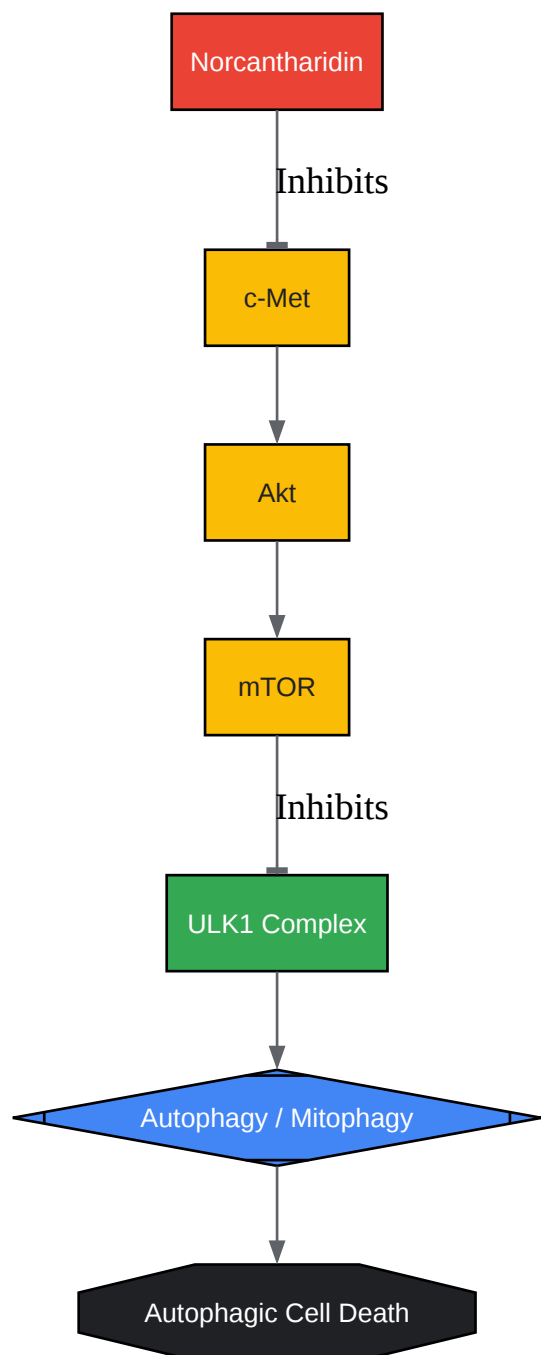 Norcantharidin
Inhibits
c-Met
Akt
mTOR
Inhibits
ULK1 Complex
Autophagy / Mitophagy
Autophagic Cell Death